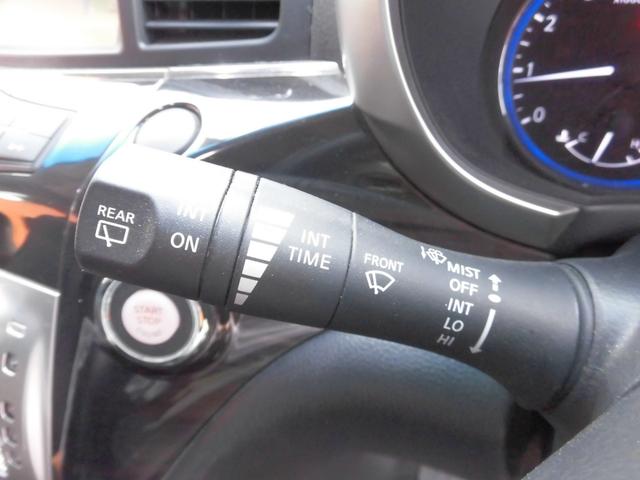 REAR
INT
ON
INT
TIME
FRONT
MIST
OFF
INT
LO
HI
START
STOP
2
1
0
C
H